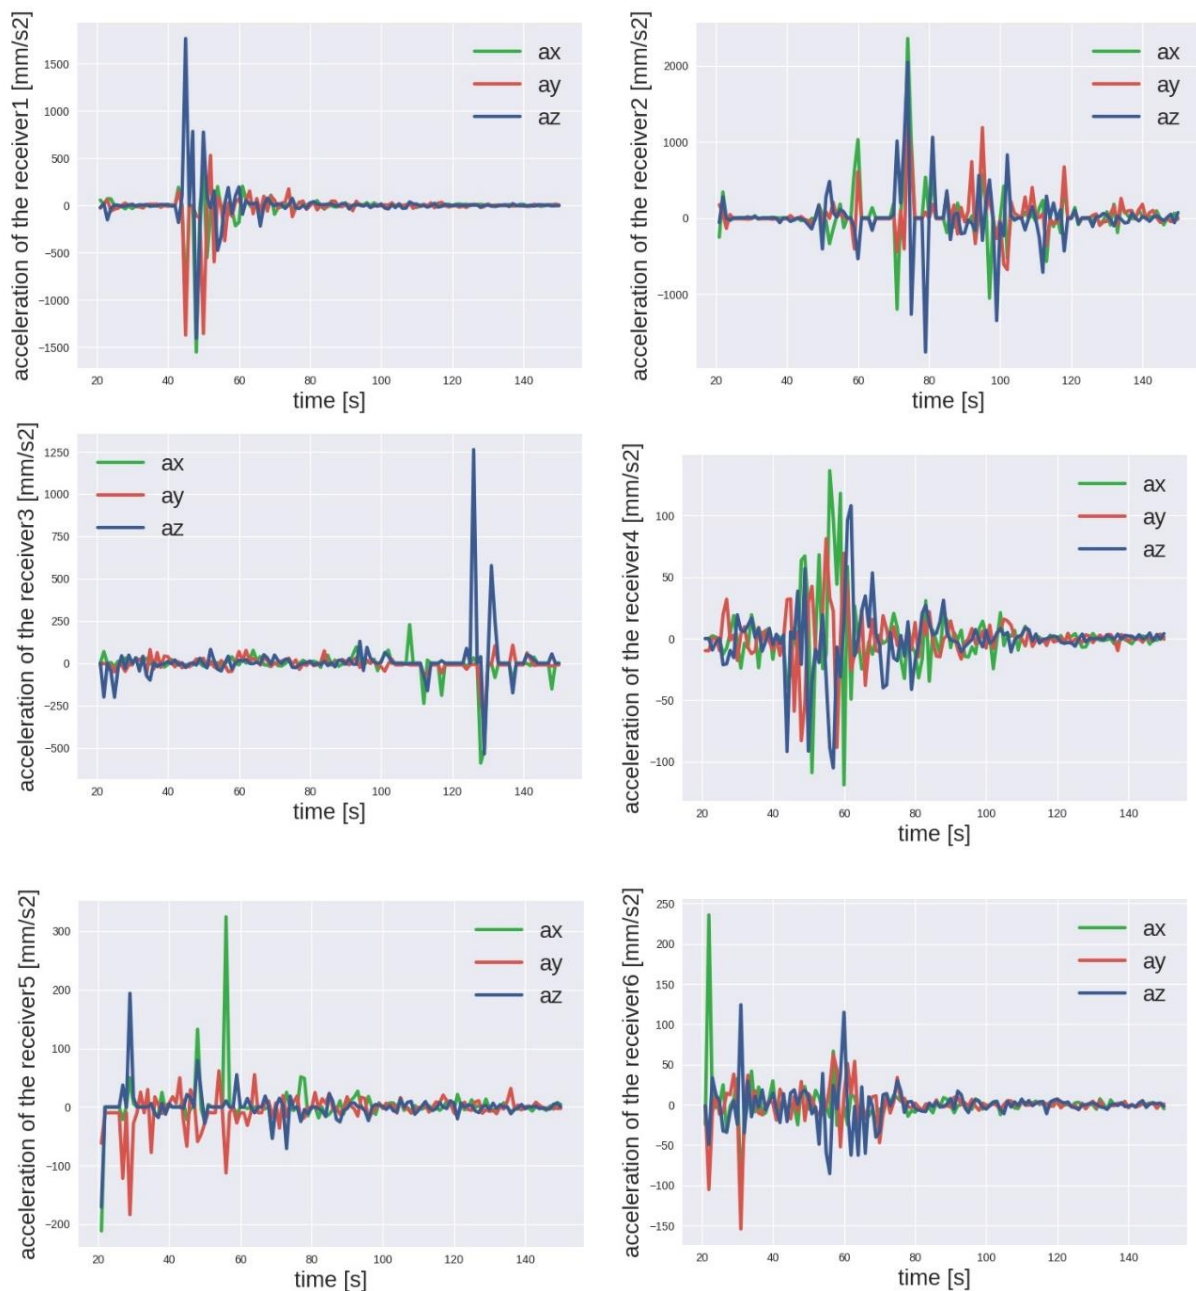 acceleration of the receiver1 [mm/s2]
1500
1000
500
0
−500
−1000
−1500
ax
ay
az
20 40 60 80 100 120 140
time [s]
acceleration of the receiver2 [mm/s2]
2000
1000
0
−1000
ax
ay
az
20 40 60 80 100 120 140
time [s]
acceleration of the receiver3 [mm/s2]
1250
1000
750
500
250
0
−250
−500
ax
ay
az
20 40 60 80 100 120 140
time [s]
acceleration of the receiver4 [mm/s2]
100
50
0
−50
−100
ax
ay
az
20 40 60 80 100 120 140
time [s]
acceleration of the receiver5 [mm/s2]
300
200
100
0
−100
−200
ax
ay
az
20 40 60 80 100 120 140
time [s]
acceleration of the receiver6 [mm/s2]
250
200
150
100
50
0
−50
−100
−150
ax
ay
az
20 40 60 80 100 120 140
time [s]